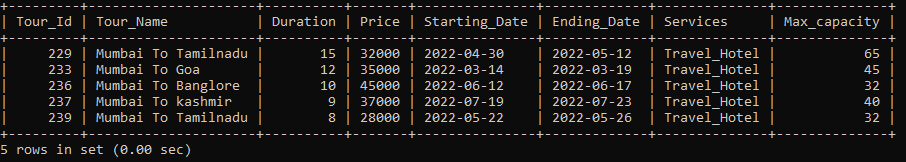 +---------+---------------------+----------+-------+---------------+-------------+--------------+--------------+
| Tour_Id | Tour_Name           | Duration | Price | Starting_Date | Ending_Date | Services     | Max_capacity |
+---------+---------------------+----------+-------+---------------+-------------+--------------+--------------+
|     229 | Mumbai To Tamilnadu |       15 | 32000 | 2022-04-30    | 2022-05-12  | Travel_Hotel |           65 |
|     233 | Mumbai To Goa       |       12 | 35000 | 2022-03-14    | 2022-03-19  | Travel_Hotel |           45 |
|     236 | Mumbai To Banglore  |       10 | 45000 | 2022-06-12    | 2022-06-17  | Travel_Hotel |           32 |
|     237 | Mumbai To kashmir   |        9 | 37000 | 2022-07-19    | 2022-07-23  | Travel_Hotel |           40 |
|     239 | Mumbai To Tamilnadu |        8 | 28000 | 2022-05-22    | 2022-05-26  | Travel_Hotel |           32 |
+---------+---------------------+----------+-------+---------------+-------------+--------------+--------------+
5 rows in set (0.00 sec)